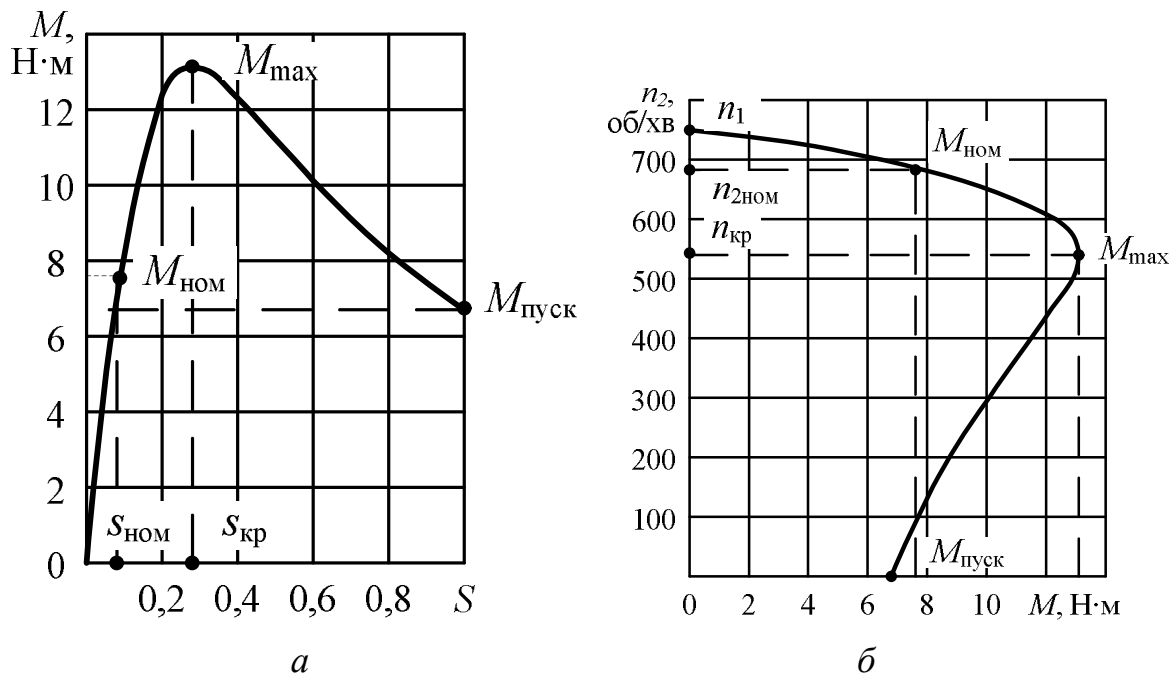 M,
Н·м
12
10
8
6
4
2
0
M_max
M_ном
M_пуск
s_ном
s_кр
0,2
0,4
0,6
0,8
S
а
n_2,
об/хв
700
600
500
400
300
200
100
n_1
M_ном
n_2ном
n_кр
M_max
M_пуск
0
2
4
6
8
10
M, Н·м
б